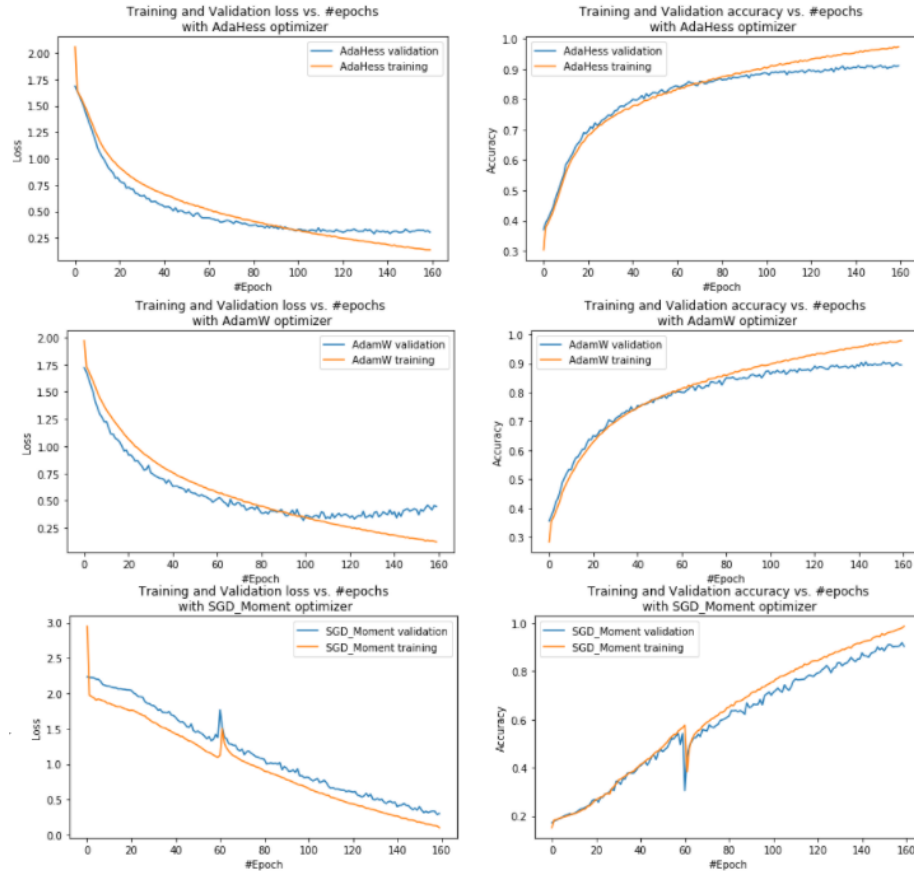 Training and Validation loss vs. #epochs
with AdaHess optimizer
AdaHess validation
AdaHess training
2.00
1.75
1.50
1.25
1.00
0.75
0.50
0.25
Loss
0 20 40 60 80 100 120 140 160
#Epoch
Training and Validation accuracy vs. #epochs
with AdaHess optimizer
AdaHess validation
AdaHess training
1.0
0.9
0.8
0.7
0.6
0.5
0.4
0.3
Accuracy
0 20 40 60 80 100 120 140 160
#Epoch
Training and Validation loss vs. #epochs
with AdamW optimizer
AdamW validation
AdamW training
2.00
1.75
1.50
1.25
1.00
0.75
0.50
0.25
Loss
0 20 40 60 80 100 120 140 160
#Epoch
Training and Validation accuracy vs. #epochs
with AdamW optimizer
AdamW validation
AdamW training
1.0
0.9
0.8
0.7
0.6
0.5
0.4
0.3
Accuracy
0 20 40 60 80 100 120 140 160
#Epoch
Training and Validation loss vs. #epochs
with SGD_Moment optimizer
SGD_Moment validation
SGD_Moment training
3.0
2.5
2.0
1.5
1.0
0.5
0.0
Loss
0 20 40 60 80 100 120 140 160
#Epoch
Training and Validation accuracy vs. #epochs
with SGD_Moment optimizer
SGD_Moment validation
SGD_Moment training
1.0
0.8
0.6
0.4
0.2
Accuracy
0 20 40 60 80 100 120 140 160
#Epoch